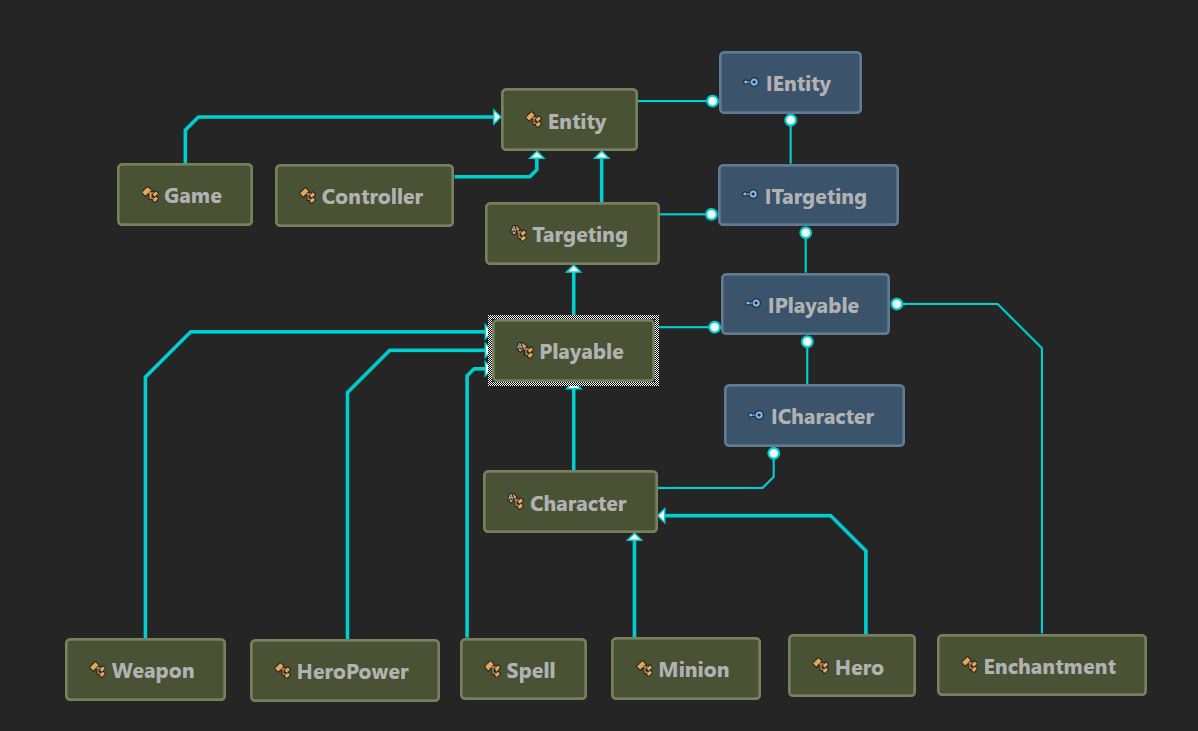 IEntity
Entity
Game
Controller
ITargeting
Targeting
IPlayable
Playable
ICharacter
Character
Weapon
HeroPower
Spell
Minion
Hero
Enchantment